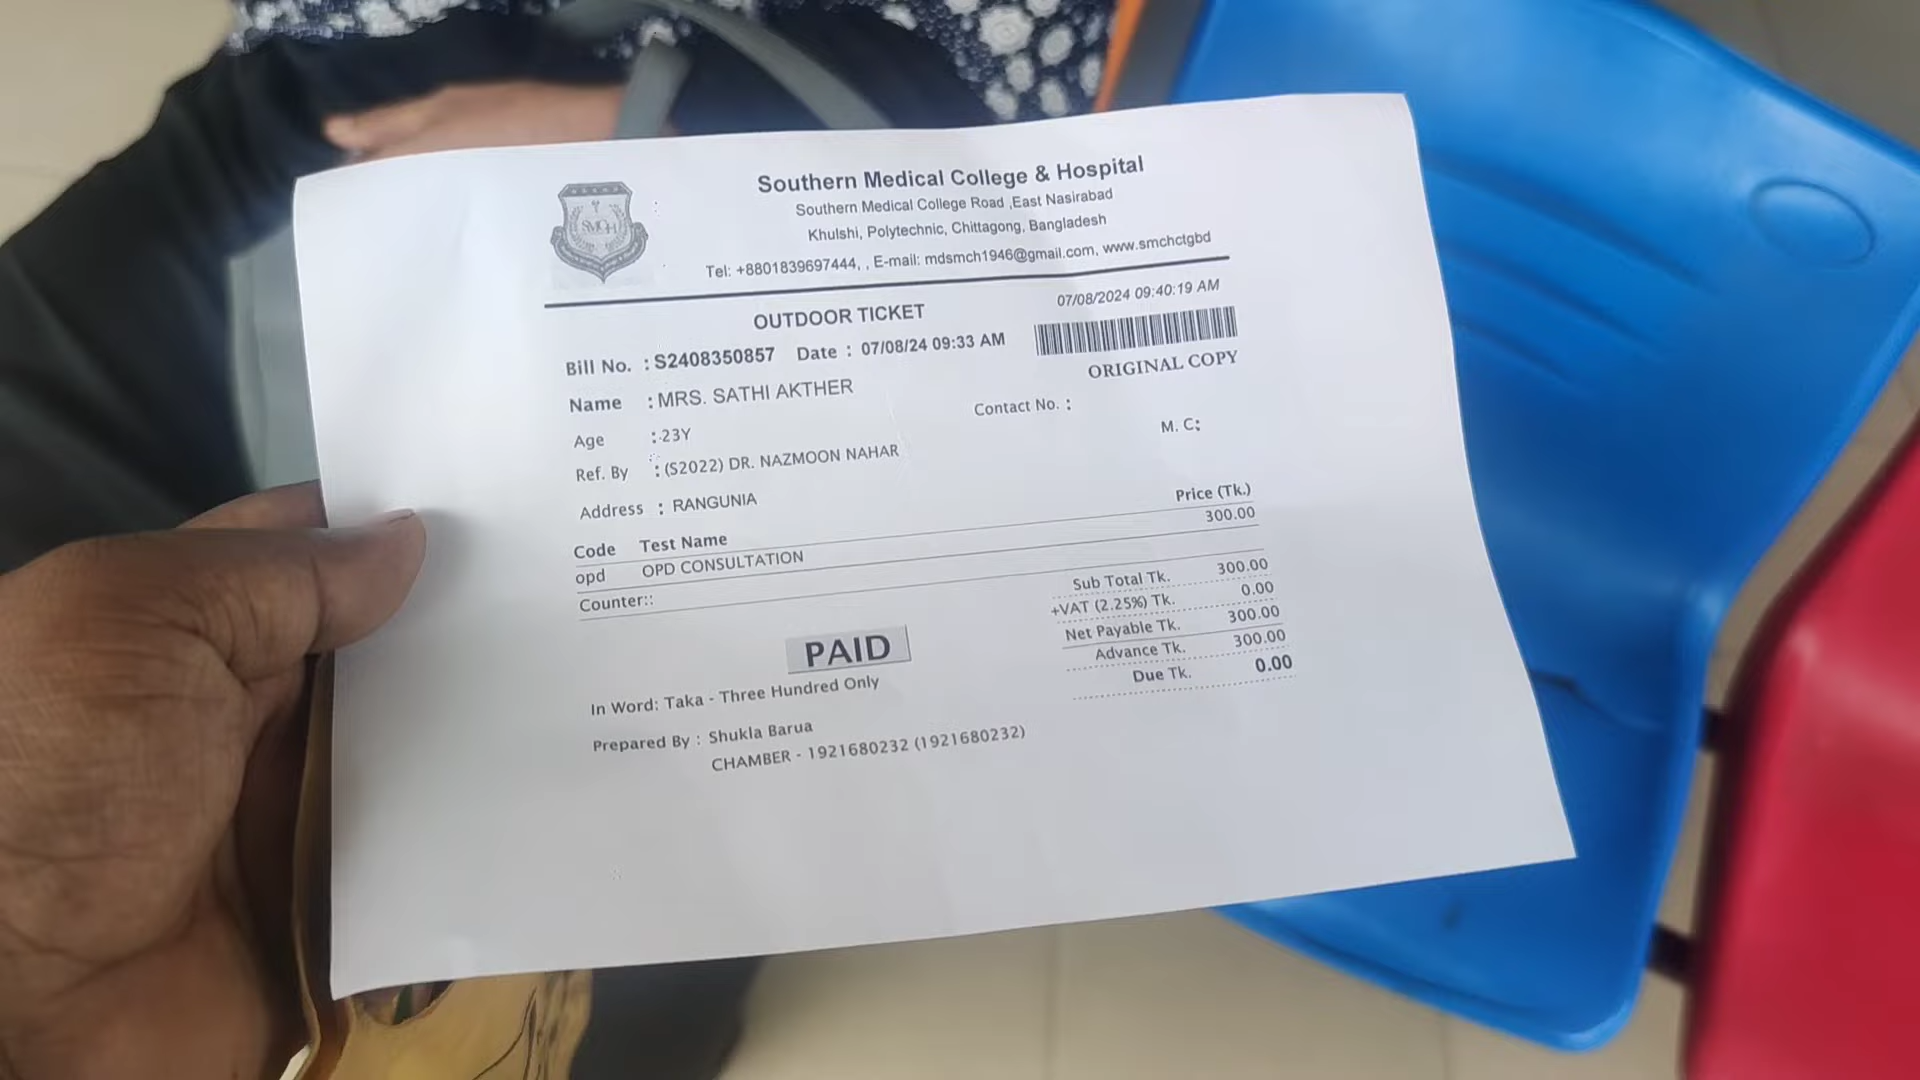 Southern Medical College & Hospital
Southern Medical College Road ,East Nasirabad
Khulshi, Polytechnic, Chittagong, Bangladesh
Tel: +8801839697444, , E-mail: mdsmch1946@gmail.com, www.smchctgbd
SMCH
OUTDOOR TICKET
07/08/2024 09:40:19 AM
Bill No. : S2408350857 Date : 07/08/24 09:33 AM
ORIGINAL COPY
Name : MRS. SATHI AKTHER
Contact No. :
Age : 23Y
M. C:
Ref. By : (S2022) DR. NAZMOON NAHAR
Address : RANGUNIA
Code Test Name Price (Tk.)
opd OPD CONSULTATION 300.00
Counter::
Sub Total Tk. 300.00
+VAT (2.25%) Tk. 0.00
Net Payable Tk. 300.00
Advance Tk. 300.00
Due Tk. 0.00
PAID
In Word: Taka - Three Hundred Only
Prepared By : Shukla Barua
CHAMBER - 1921680232 (1921680232)